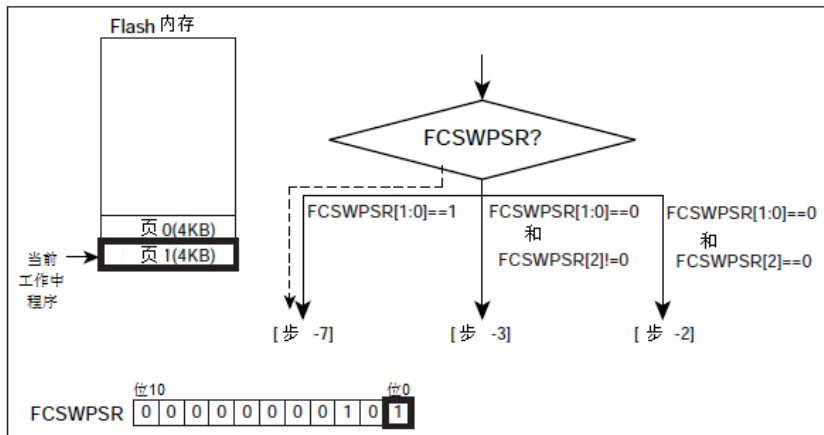 Flash 内存
页 0(4KB)
页 1(4KB)
当前
工作中
程序
FCSWPSR?
FCSWPSR[1:0]==1
FCSWPSR[1:0]==0
和
FCSWPSR[2]!=0
FCSWPSR[1:0]==0
和
FCSWPSR[2]==0
[ 步 -7]
[ 步 -3]
[ 步 -2]
位10
位0
FCSWPSR 0 0 0 0 0 0 0 0 1 0 1